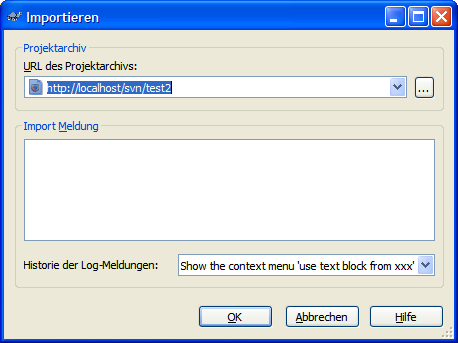 Importieren
Projektarchiv
URL des Projektarchivs:
http://localhost/svn/test2
...
Import Meldung
Historie der Log-Meldungen:
Show the context menu 'use text block from xxx'
OK
Abbrechen
Hilfe